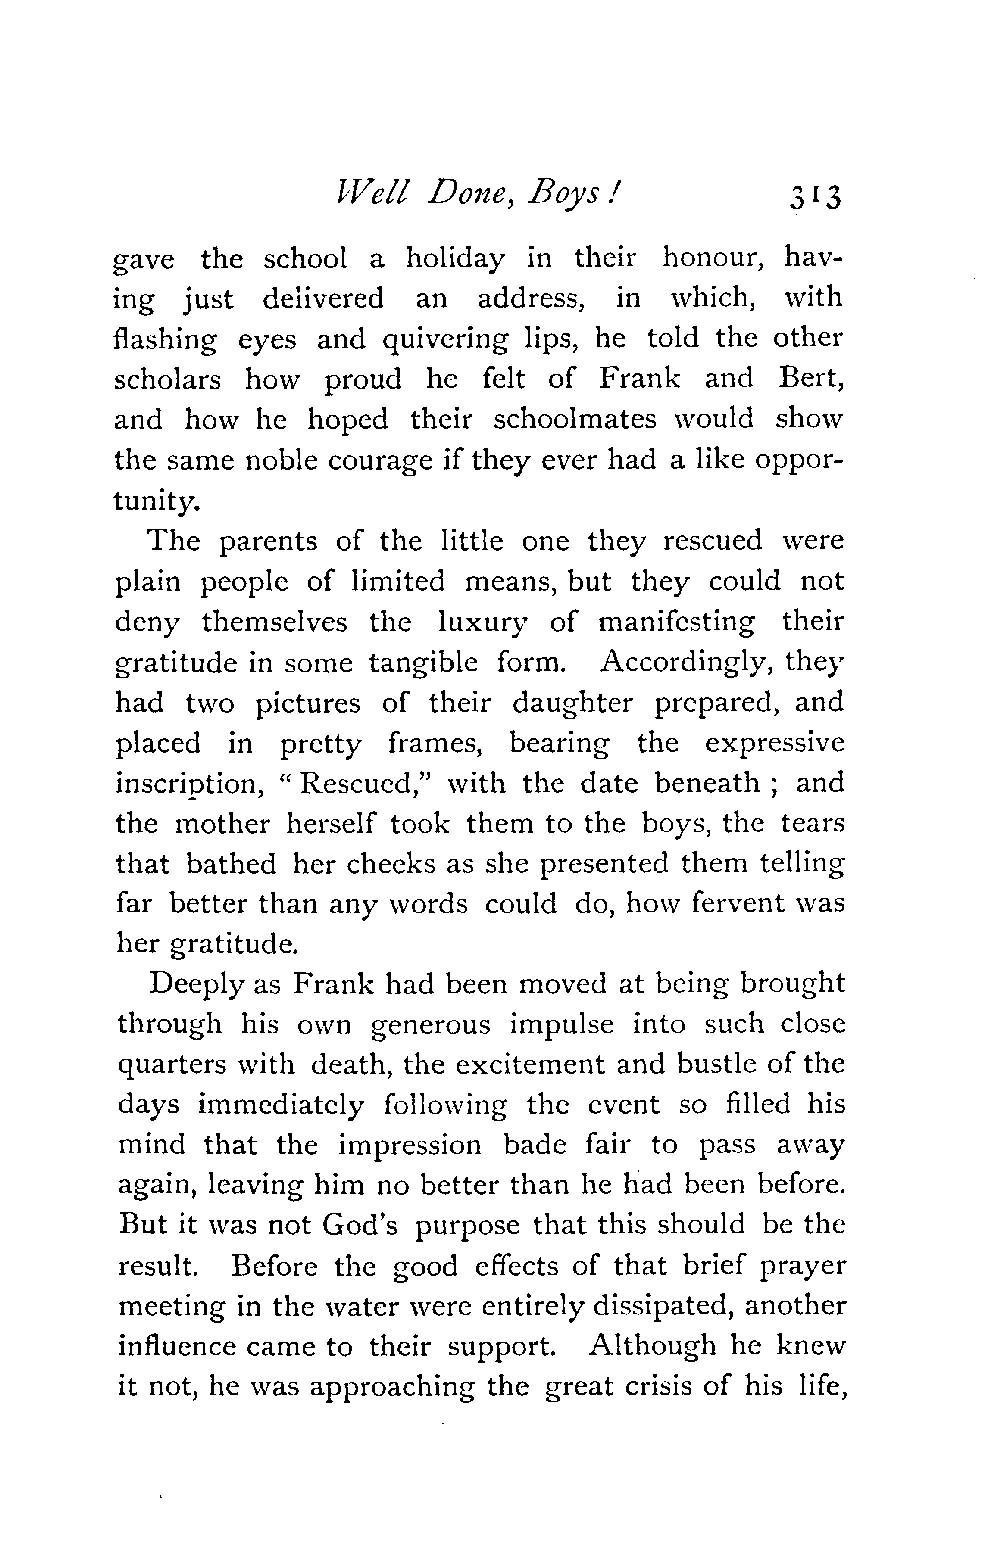 Well Done, Boys! 313
gave the school a holiday in their honour, hav-
ing just delivered an address, in which, with
flashing eyes and quivering lips, he told the other
scholars how proud he felt of Frank and Bert,
and how he hoped their schoolmates would show
the same noble courage if they ever had a like oppor-
tunity.
The parents of the little one they rescued were
plain people of limited means, but they could not
deny themselves the luxury of manifesting their
gratitude in some tangible form. Accordingly, they
had two pictures of their daughter prepared, and
placed in pretty frames, bearing the expressive
inscription, “Rescued,” with the date beneath; and
the mother herself took them to the boys, the tears
that bathed her cheeks as she presented them telling
far better than any words could do, how fervent was
her gratitude.
Deeply as Frank had been moved at being brought
through his own generous impulse into such close
quarters with death, the excitement and bustle of the
days immediately following the event so filled his
mind that the impression bade fair to pass away
again, leaving him no better than he had been before.
But it was not God's purpose that this should be the
result. Before the good effects of that brief prayer
meeting in the water were entirely dissipated, another
influence came to their support. Although he knew
it not, he was approaching the great crisis of his life,